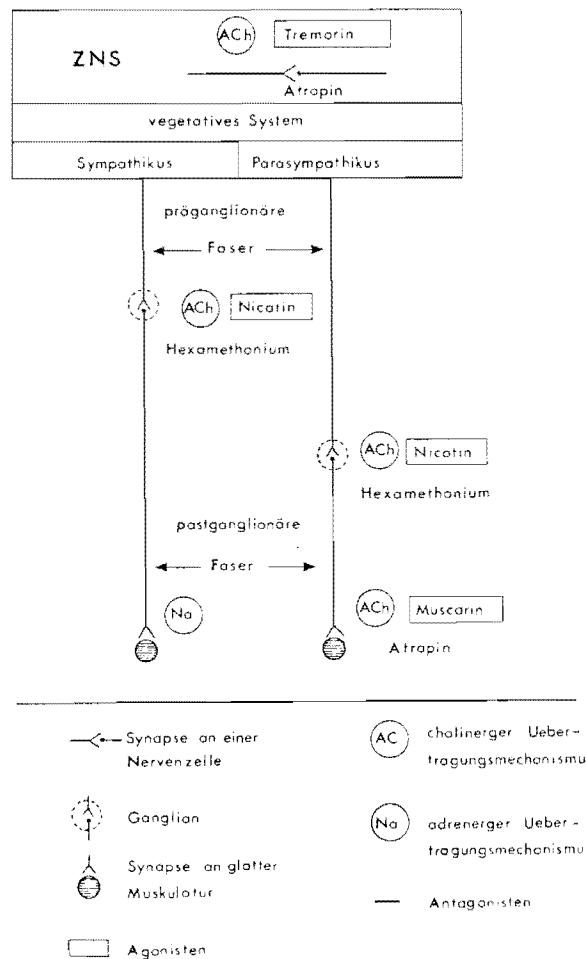 ACh Tremorin
ZNS
Atrapin
vegetatives System
Sympathikus Parasympathikus
präganglionäre
Faser
ACh Nicatin
Hexamethonium
ACh Nicotin
Hexamethonium
pastganglionäre
Faser
Na
ACh Muscarin
Atrapin
Synapse an einer
Nervenzelle
AC chalinerger Ueber-
tragungsmechanismu
Ganglian
Na adrenerger Ueber-
tragungsmechanismu
Synapse an glatter
Muskulatur
Antagonisten
Agonisten